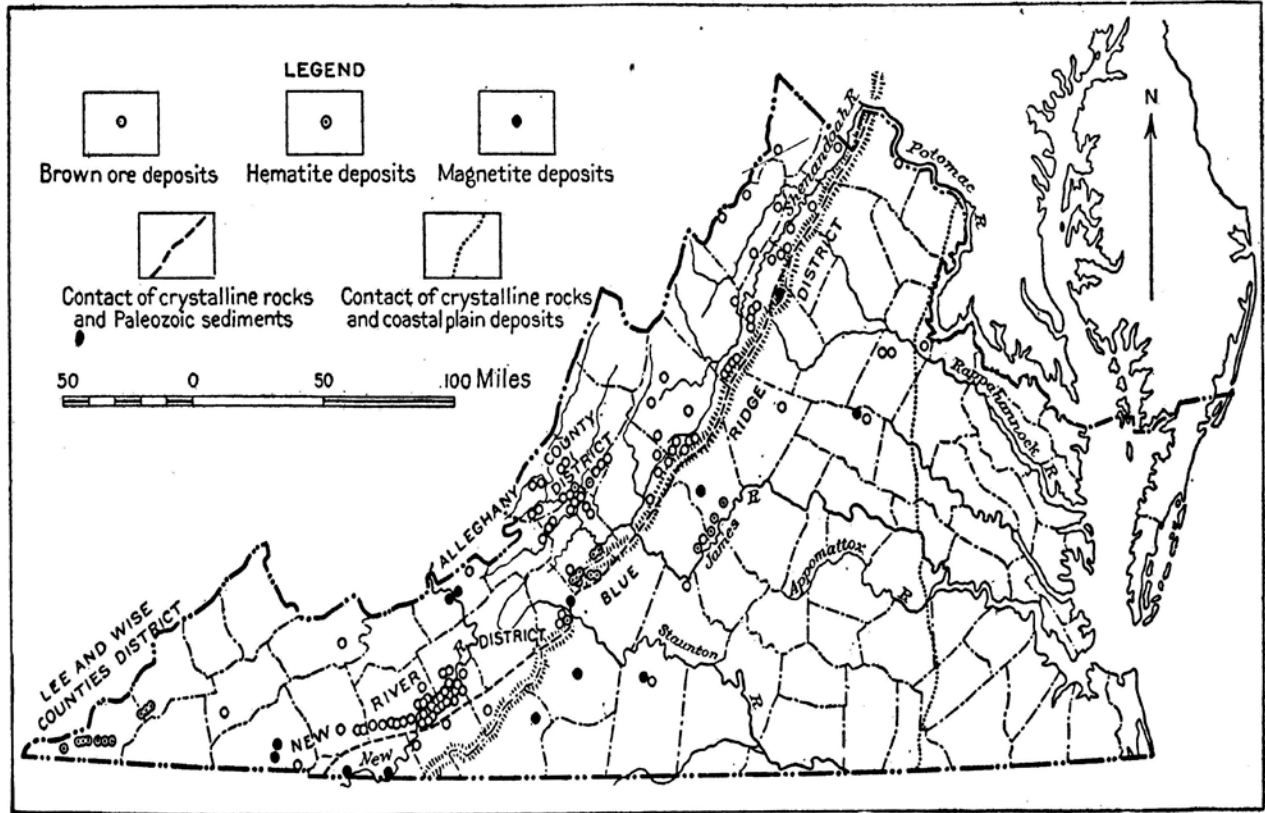 LEGEND
Brown ore deposits
Hematite deposits
Magnetite deposits
Contact of crystalline rocks
and Paleozoic sediments
Contact of crystalline rocks
and coastal plain deposits
50 0 50 100 Miles
N
Shenandoah R
Potomac R
DISTRICT
RIDGE
BLUE
Rappahannock R
ALLEGHANY
COUNTY
DISTRICT
James R
Appomattox R
Staunton R
LEE AND WISE
COUNTIES DISTRICT
NEW RIVER DISTRICT
New R